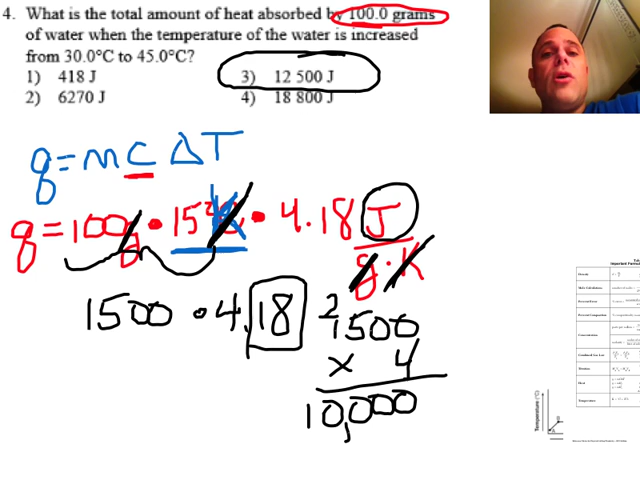 4. What is the total amount of heat absorbed by 100.0 grams
of water when the temperature of the water is increased
from 30.0°C to 45.0°C?
1) 418 J 3) 12 500 J
2) 6270 J 4) 18 800 J
q=mCΔT
q=100g•15 K•4.18 J
g·K
1500•4.18
2
1500
x 4
10,000
Temperature (°C)